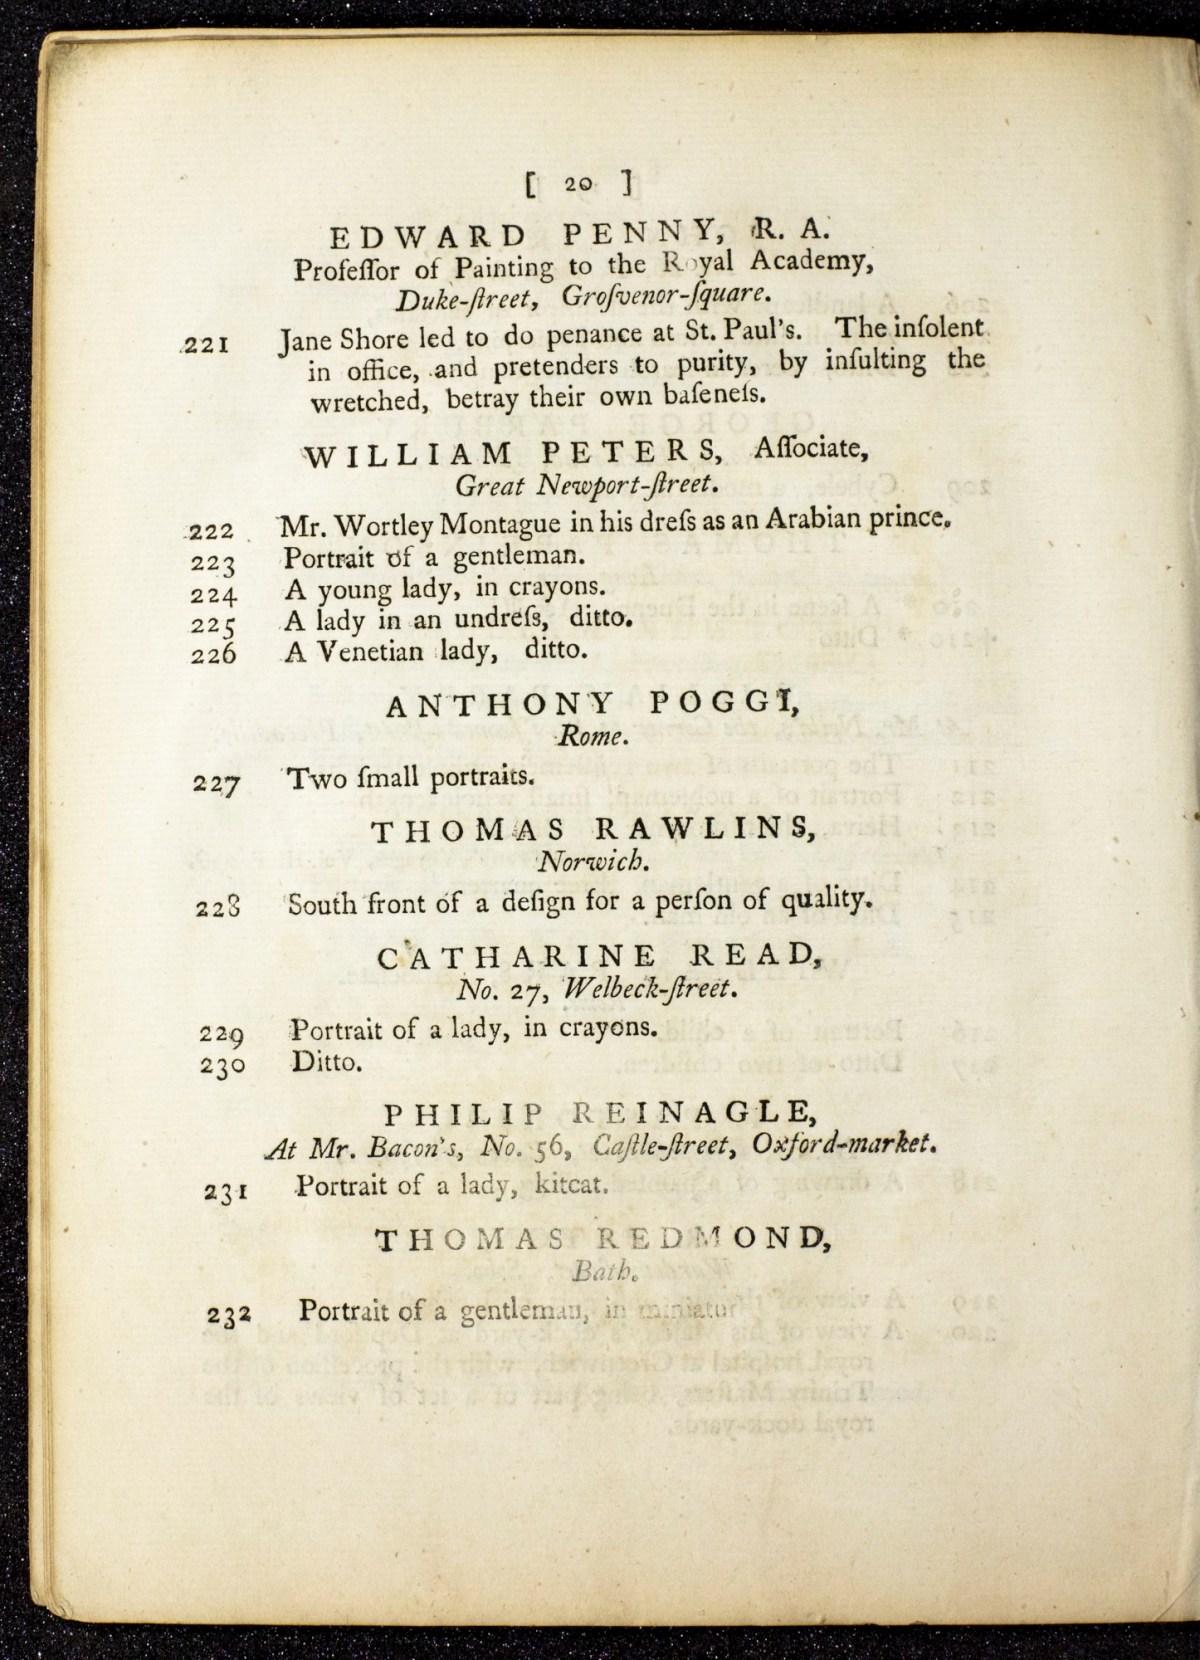 [ 20 ]
EDWARD PENNY, R. A.
Profeſſor of Painting to the Royal Academy,
Duke-ſtreet, Groſvenor-ſquare.
221 Jane Shore led to do penance at St. Paul's. The inſolent
in office, and pretenders to purity, by inſulting the
wretched, betray their own baſeneſs.
WILLIAM PETERS, Aſſociate,
Great Newport-ſtreet.
222 Mr. Wortley Montague in his dreſs as an Arabian prince.
223 Portrait of a gentleman.
224 A young lady, in crayons.
225 A lady in an undreſs, ditto.
226 A Venetian lady, ditto.
ANTHONY POGGI,
Rome.
227 Two ſmall portraits.
THOMAS RAWLINS,
Norwich.
228 South front of a deſign for a perſon of quality.
CATHARINE READ,
No. 27, Welbeck-ſtreet.
229 Portrait of a lady, in crayons.
230 Ditto.
PHILIP REINAGLE,
At Mr. Bacon's, No. 56, Caſtle-ſtreet, Oxford-market.
231 Portrait of a lady, kitcat.
THOMAS REDMOND,
Bath.
232 Portrait of a gentleman, in miniatur